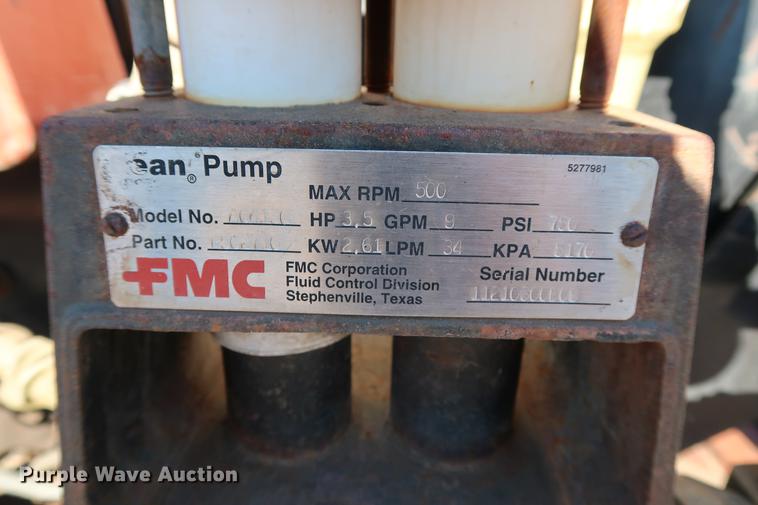 ean® Pump
5277981
MAX RPM 500
Model No. HP 3.5 GPM 9 PSI
Part No. KW 2.61 LPM 34 KPA
FMC
FMC Corporation
Fluid Control Division
Stephenville, Texas
Serial Number
Purple Wave Auction